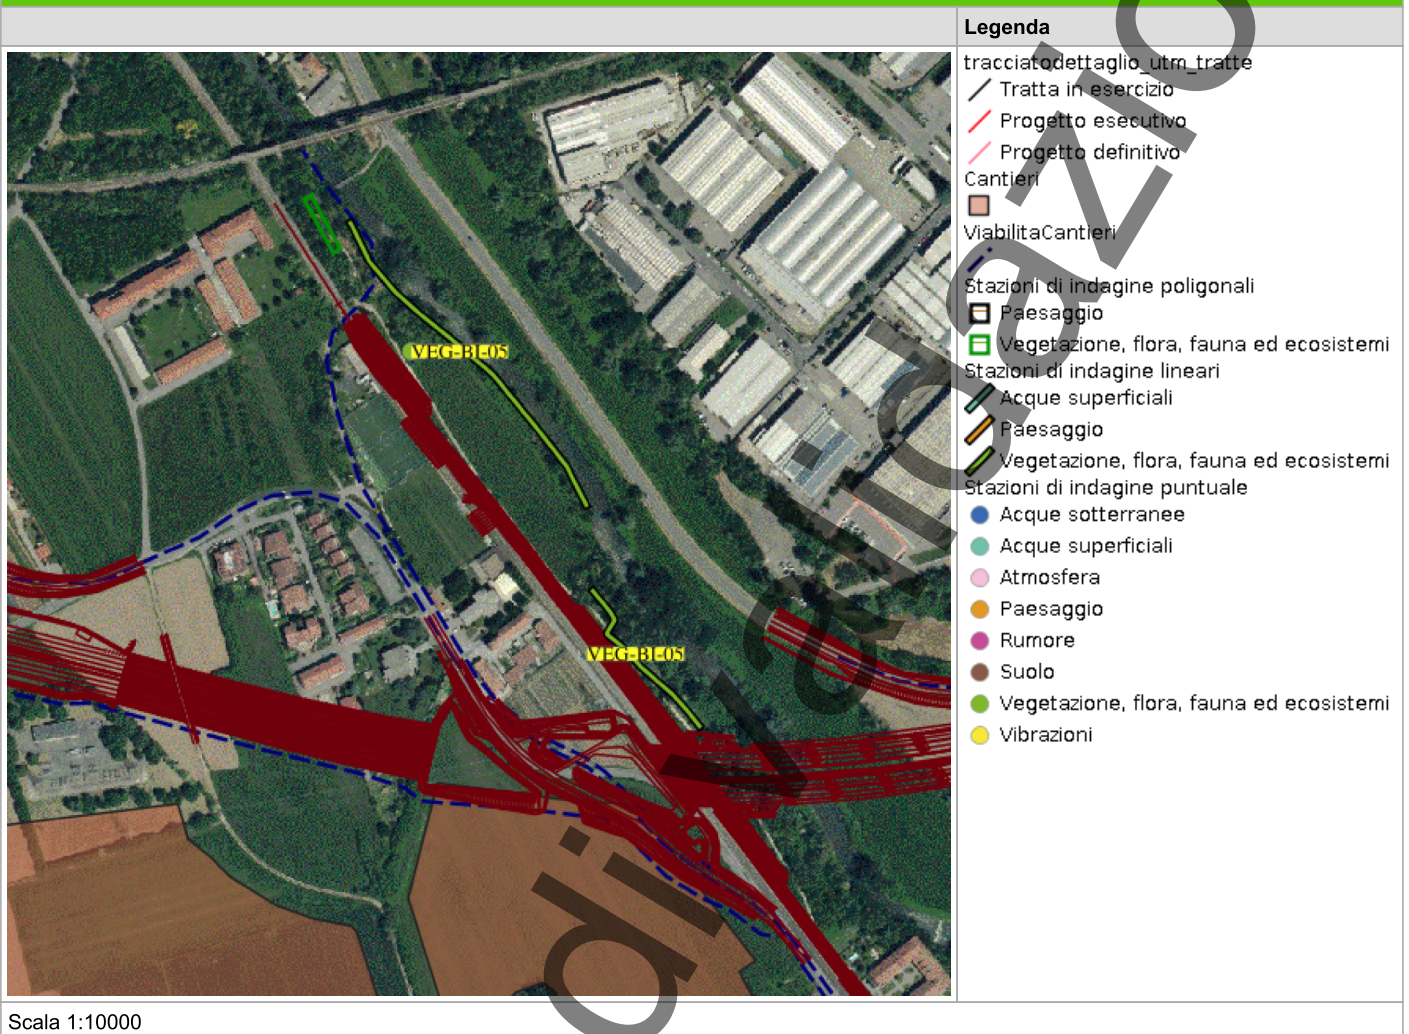 Legenda
tracciatodettaglio_utm_tratte
Tratta in esercizio
Progetto esecutivo
Progetto definitivo
Cantieri
ViabilitaCantieri
Stazioni di indagine poligonali
Paesaggio
Vegetazione, flora, fauna ed ecosistemi
Stazioni di indagine lineari
Acque superficiali
Paesaggio
Vegetazione, flora, fauna ed ecosistemi
Stazioni di indagine puntuale
Acque sotterranee
Acque superficiali
Atmosfera
Paesaggio
Rumore
Suolo
Vegetazione, flora, fauna ed ecosistemi
Vibrazioni
VEG-BI-05
VEG-BI-05
di
Scala 1:10000